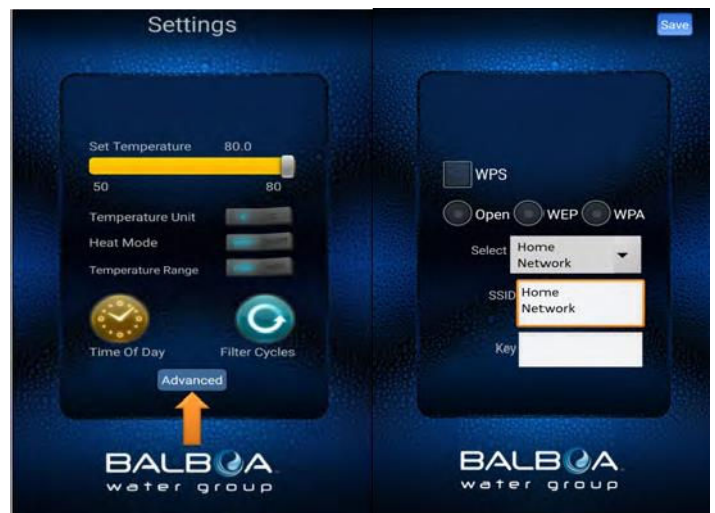 Settings
Set Temperature 80.0
50 80
Temperature Unit
Heat Mode
Temperature Range
Time Of Day Filter Cycles
Advanced
BALBOA
water group
Save
WPS
Open WEP WPA
Select Home
Network
SSID Home
Network
Key
BALBOA
water group